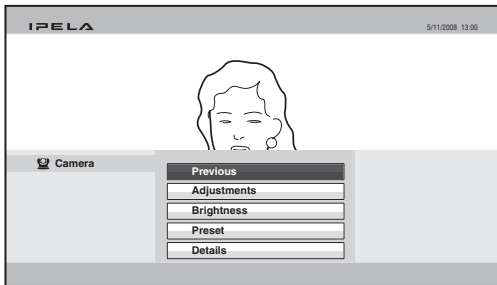 IPELA
5/11/2008 13:00
Camera
Previous
Adjustments
Brightness
Preset
Details